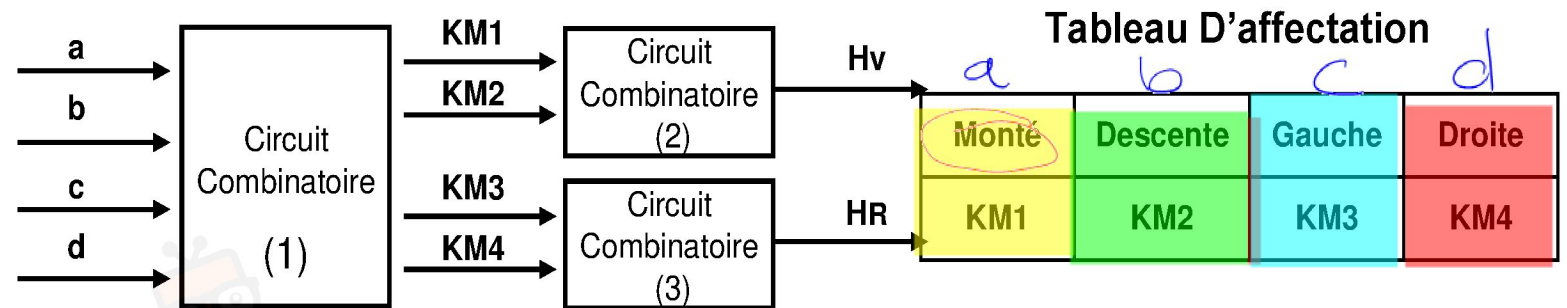 Tableau D'affectation
a
b
c
d
Circuit
Combinatoire
(1)
KM1
KM2
KM3
KM4
Circuit
Combinatoire
(2)
Circuit
Combinatoire
(3)
Hv
HR
a b c d
Monté Descente Gauche Droite
KM1 KM2 KM3 KM4